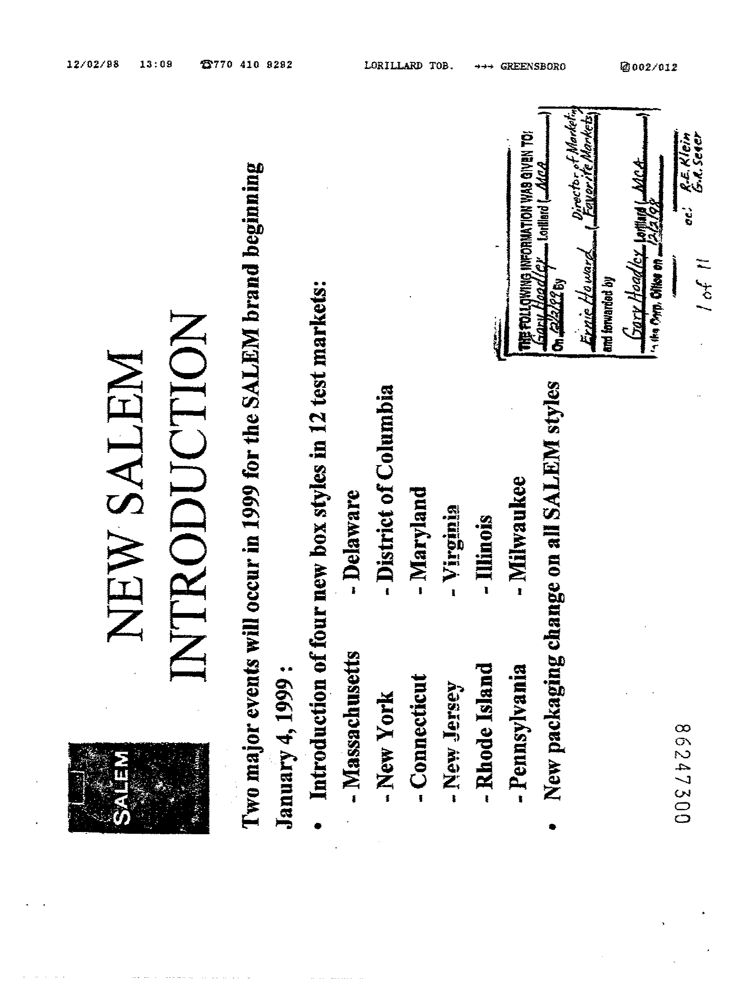 12/02/98 13:09 ☎770 410 9292 LORILLARD TOB. →→→ GREENSBORO 002/012
SALEM
NEW SALEM
INTRODUCTION
Two major events will occur in 1999 for the SALEM brand beginning
January 4, 1999 :
• Introduction of four new box styles in 12 test markets:
- Massachusetts - Delaware
- New York - District of Columbia
- Connecticut - Maryland
- New Jersey - Virginia
- Rhode Island - Illinois
- Pennsylvania - Milwaukee
• New packaging change on all SALEM styles
THE FOLLOWING INFORMATION WAS GIVEN TO:
Gary Hoadley Lorillard ( MCA )
On 12/2/98 By Director of Marketing
Ernie Howard ( Favorite Markets )
and forwarded by
Gary Hoadley Lorillard ( MCA )
in the Corp. Office on 12/2/98
cc: R.E. Klein
G.R.
1 of 11
86247300